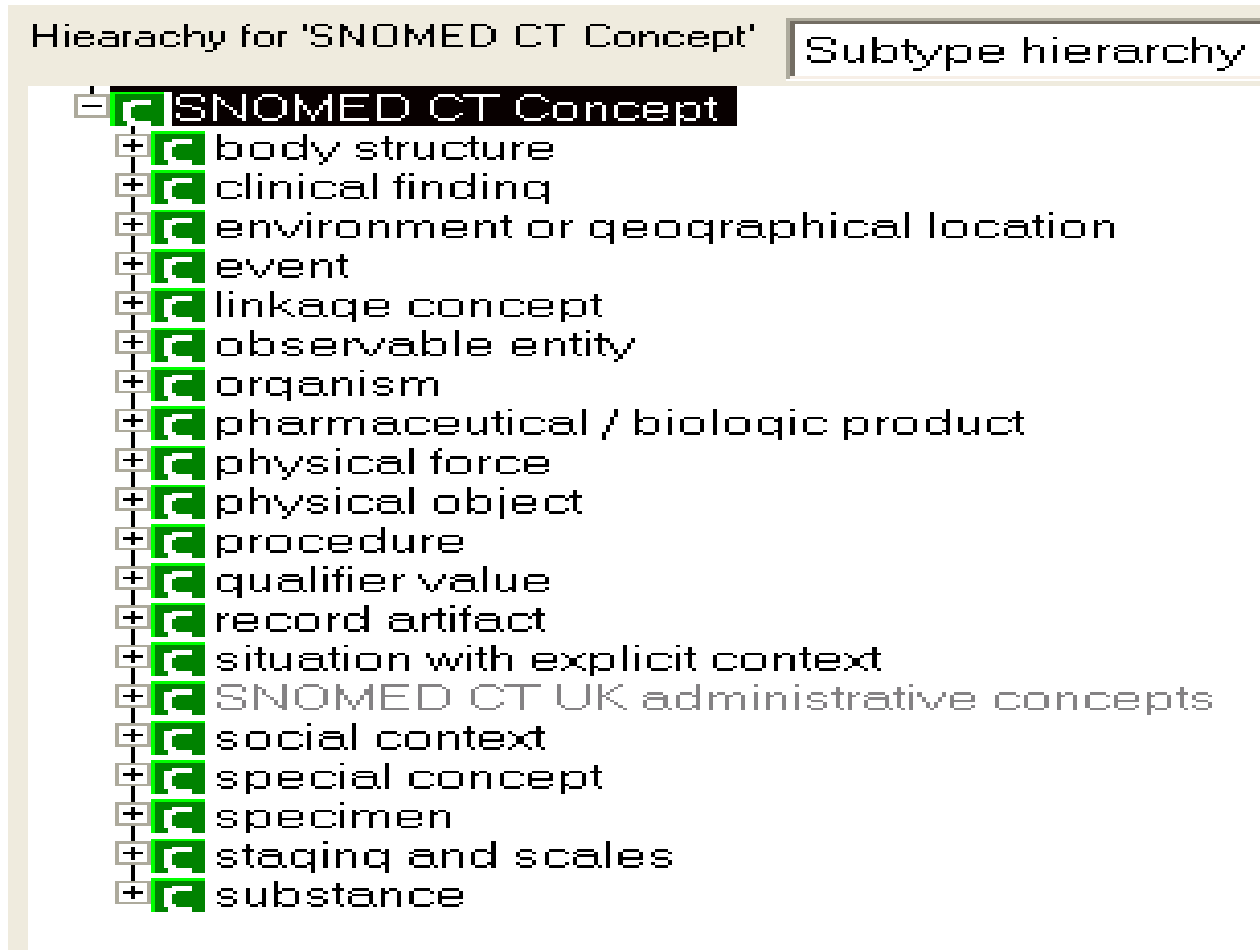 Hiearachy for 'SNOMED CT Concept' Subtype hierarchy
SNOMED CT Concept
body structure
clinical finding
environment or geographical location
event
linkage concept
observable entity
organism
pharmaceutical / biologic product
physical force
physical object
procedure
qualifier value
record artifact
situation with explicit context
SNOMED CT UK administrative concepts
social context
special concept
specimen
staging and scales
substance